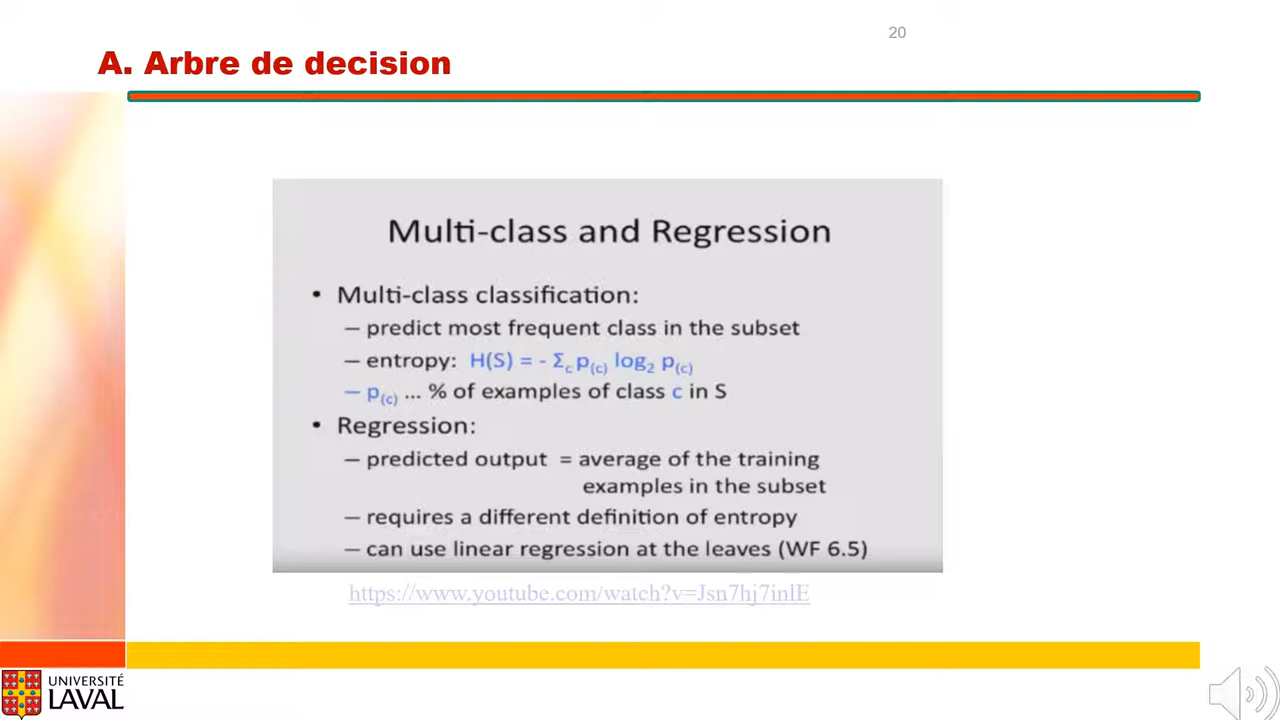 20
A. Arbre de decision
Multi-class and Regression
• Multi-class classification:
– predict most frequent class in the subset
– entropy: H(S) = - Σc p(c) log2 p(c)
– p(c) ... % of examples of class c in S
• Regression:
– predicted output = average of the training
examples in the subset
– requires a different definition of entropy
– can use linear regression at the leaves (WF 6.5)
https://www.youtube.com/watch?v=Jsn7hj7inlE
UNIVERSITÉ
LAVAL